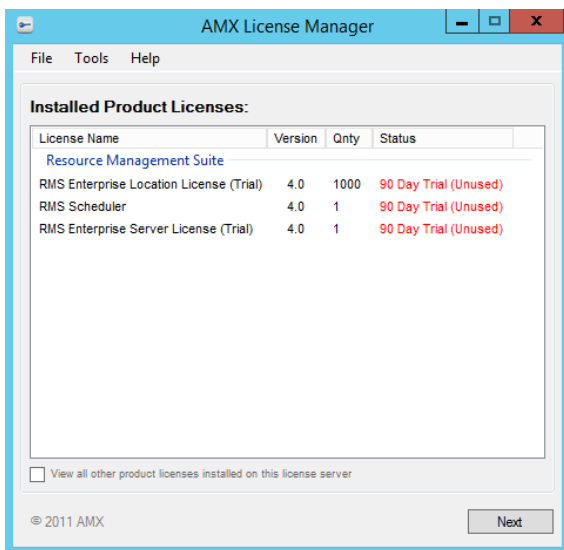 AMX License Manager
File Tools Help
Installed Product Licenses:
License Name Version Qnty Status
Resource Management Suite
RMS Enterprise Location License (Trial) 4.0 1000 90 Day Trial (Unused)
RMS Scheduler 4.0 1 90 Day Trial (Unused)
RMS Enterprise Server License (Trial) 4.0 1 90 Day Trial (Unused)
View all other product licenses installed on this license server
© 2011 AMX Next